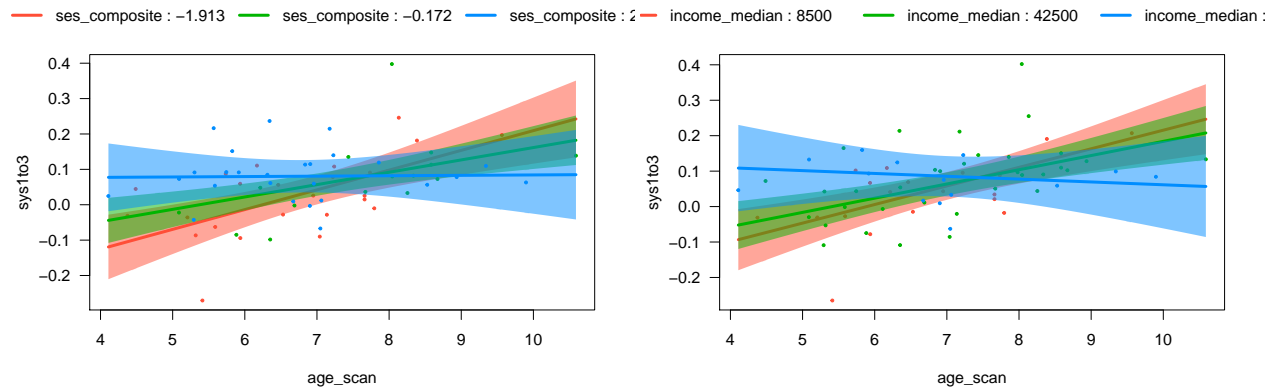 ses_composite : −1.913 ses_composite : −0.172 ses_composite :
income_median : 8500 income_median : 42500 income_median :
0.4
0.3
0.2
0.1
0.0
−0.1
−0.2
sys1to3
4 5 6 7 8 9 10
age_scan
0.4
0.3
0.2
0.1
0.0
−0.1
−0.2
sys1to3
4 5 6 7 8 9 10
age_scan